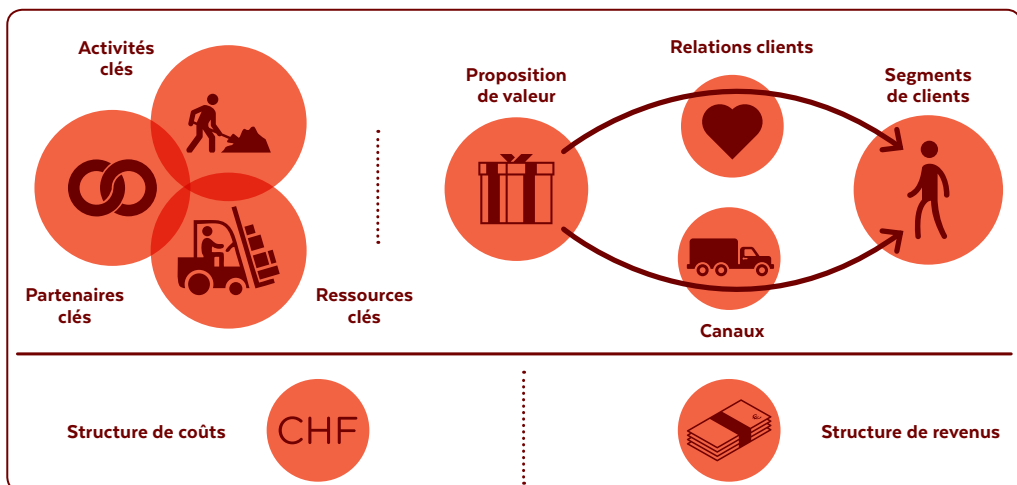 Activités
clés
Partenaires
clés
Ressources
clés
Proposition
de valeur
Relations clients
Canaux
Segments
de clients
Structure de coûts
CHF
Structure de revenus